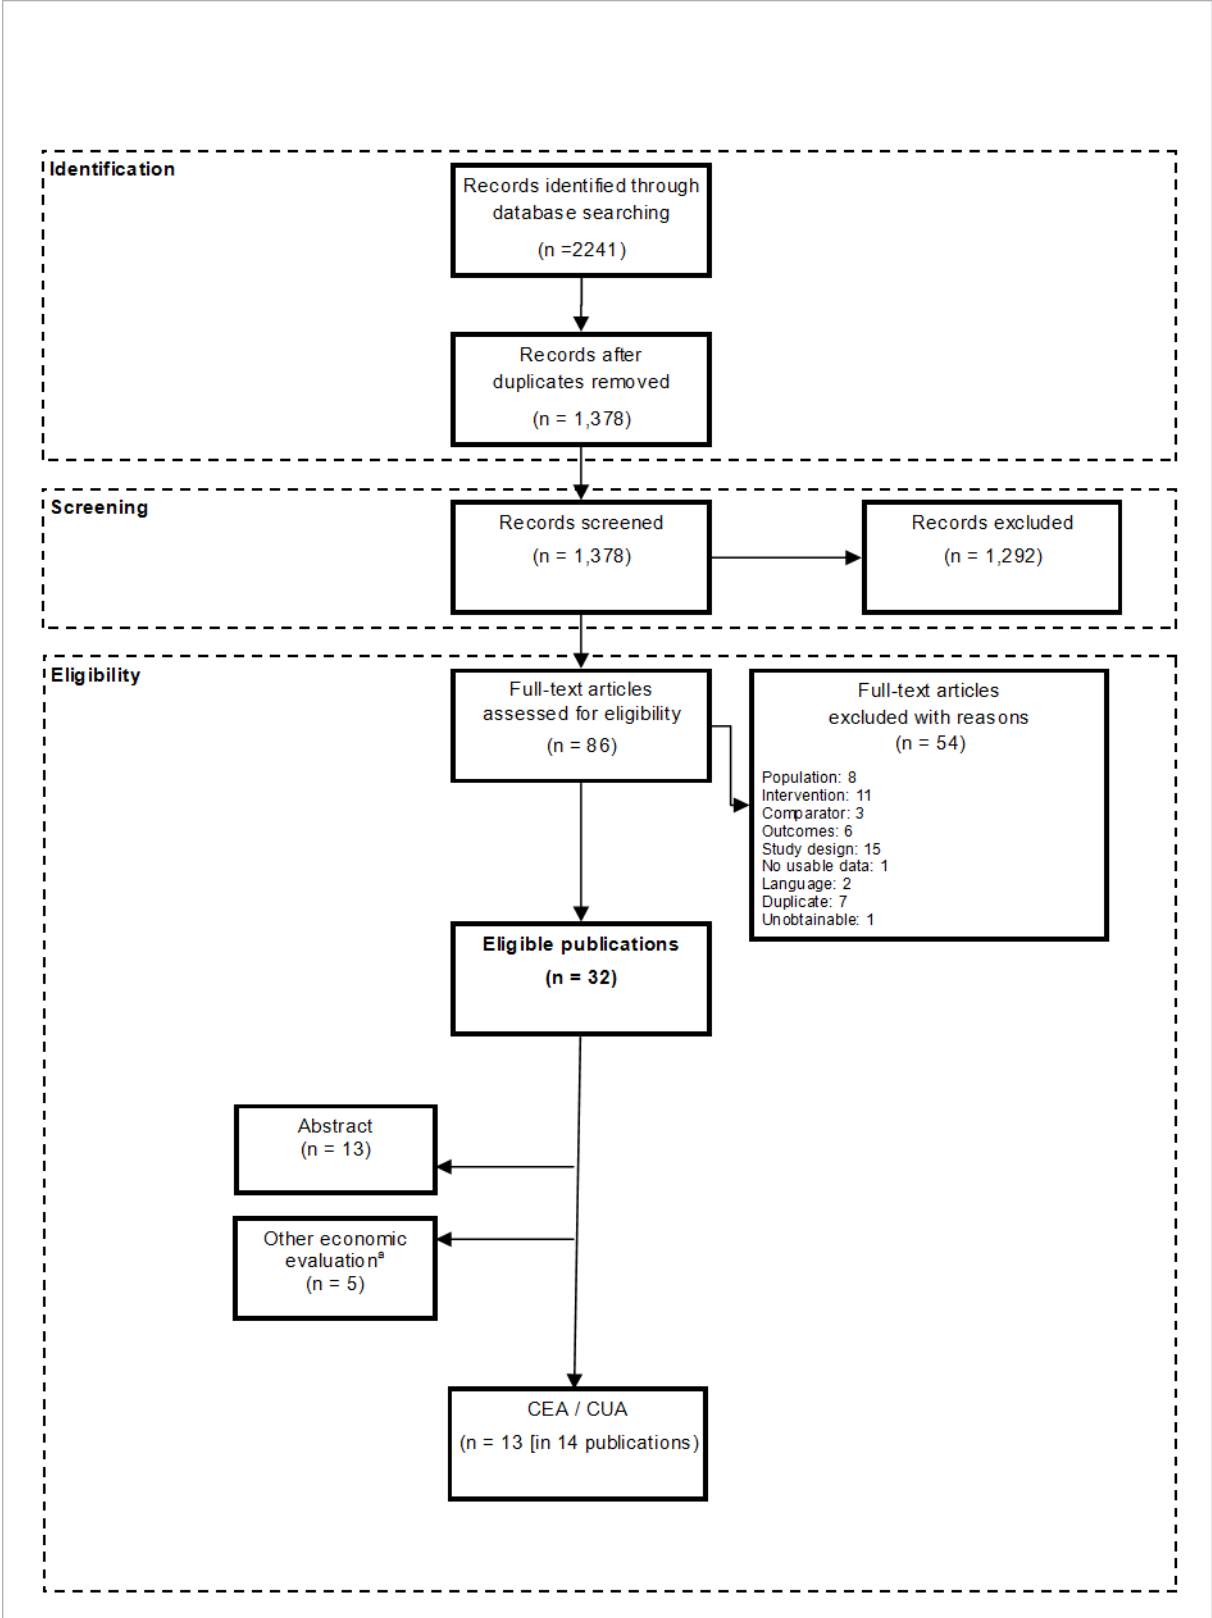 Identification
Records identified through
database searching
(n =2241)
Records after
duplicates removed
(n = 1,378)
Screening
Records screened
(n = 1,378)
Records excluded
(n = 1,292)
Eligibility
Full-text articles
assessed for eligibility
(n = 86)
Full-text articles
excluded with reasons
(n = 54)
Population: 8
Intervention: 11
Comparator: 3
Outcomes: 6
Study design: 15
No usable data: 1
Language: 2
Duplicate: 7
Unobtainable: 1
Eligible publications
(n = 32)
Abstract
(n = 13)
Other economic
evaluationª
(n = 5)
CEA / CUA
(n = 13 [in 14 publications)